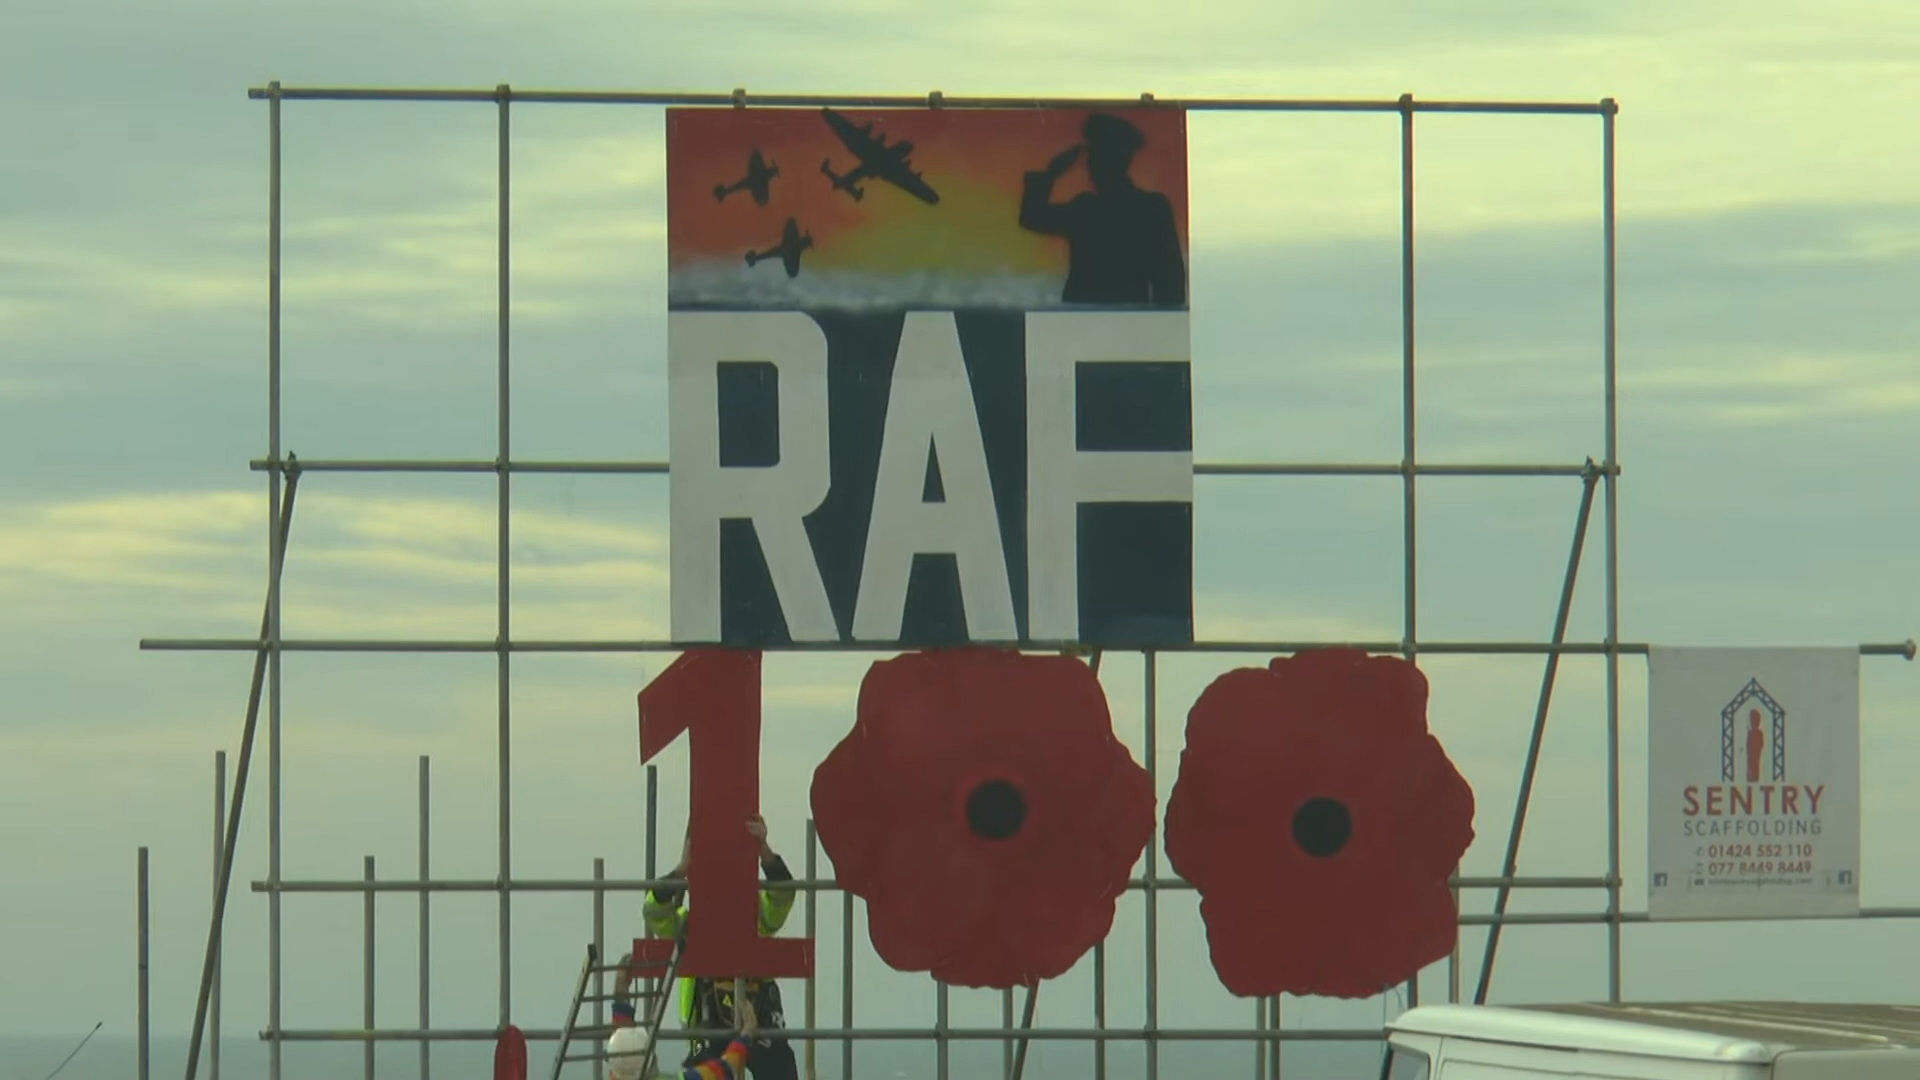 RAF
100
SENTRY
SCAFFOLDING
01424 552 110
077 8449 8449